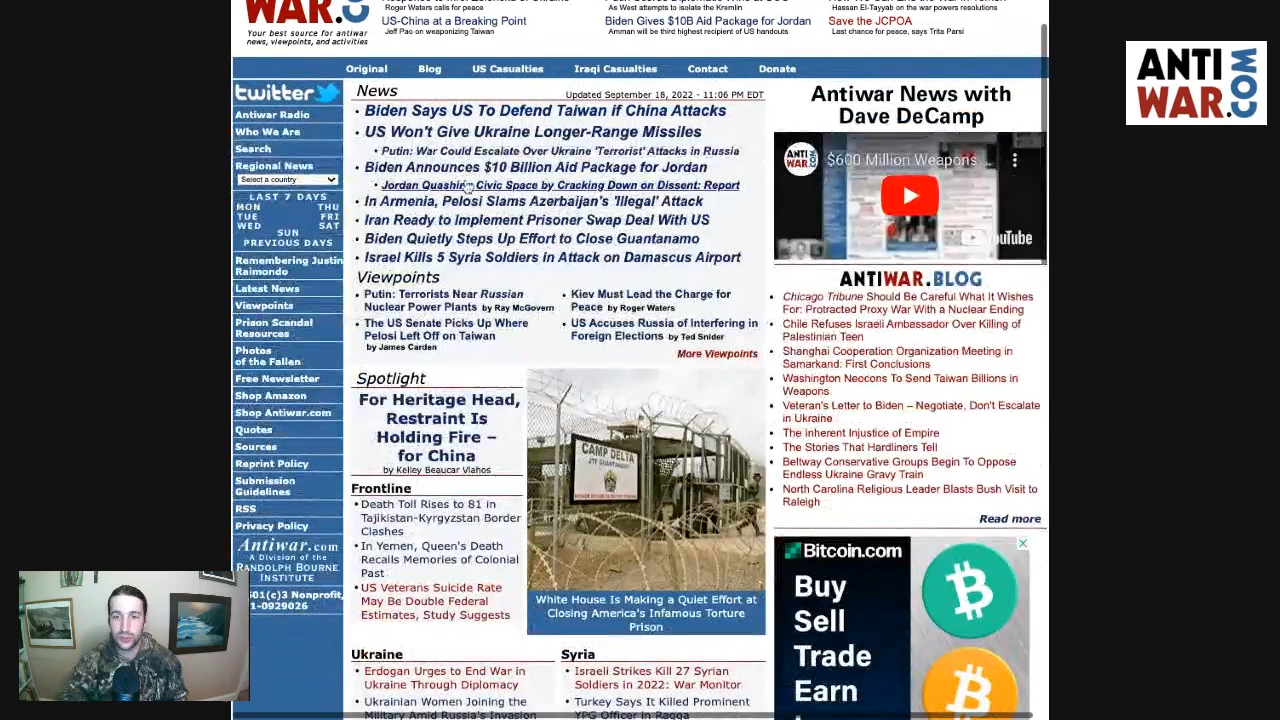 WAR.C
Your best source for antiwar
news, viewpoints, and activities
Roger Waters calls for peace
US-China at a Breaking Point
Jeff Pao on weaponizing Taiwan
As West attempts to isolate the Kremlin
Biden Gives $10B Aid Package for Jordan
Amman will be third highest recipient of US handouts
Hassan El-Tayyab on the war powers resolutions
Save the JCPOA
Last chance for peace, says Trita Parsi
ANTI
WAR.COM
Original
Blog
US Casualties
Iraqi Casualties
Contact
Donate
twitter
Antiwar Radio
Who We Are
Search
Regional News
Select a country
LAST 7 DAYS
MON THU
TUE FRI
WED SAT
SUN
PREVIOUS DAYS
Remembering Justin
Raimondo
Latest News
Viewpoints
Prison Scandal
Resources
Photos
of the Fallen
Free Newsletter
Shop Amazon
Shop Antiwar.com
Quotes
Sources
Reprint Policy
Submission
Guidelines
RSS
Privacy Policy
Antiwar.com
A Division of the
RANDOLPH BOURNE
INSTITUTE
501(c)3 Nonprofit,
1-0929026
News
Updated September 18, 2022 - 11:06 PM EDT
• Biden Says US To Defend Taiwan if China Attacks
• US Won't Give Ukraine Longer-Range Missiles
• Putin: War Could Escalate Over Ukraine 'Terrorist' Attacks in Russia
• Biden Announces $10 Billion Aid Package for Jordan
• Jordan Quashing Civic Space by Cracking Down on Dissent: Report
• In Armenia, Pelosi Slams Azerbaijan's 'Illegal' Attack
• Iran Ready to Implement Prisoner Swap Deal With US
• Biden Quietly Steps Up Effort to Close Guantanamo
• Israel Kills 5 Syria Soldiers in Attack on Damascus Airport
Viewpoints
• Putin: Terrorists Near Russian
Nuclear Power Plants by Ray McGovern
• The US Senate Picks Up Where
Pelosi Left Off on Taiwan
by James Carden
• Kiev Must Lead the Charge for
Peace by Roger Waters
• US Accuses Russia of Interfering in
Foreign Elections by Ted Snider
More Viewpoints
Spotlight
For Heritage Head,
Restraint Is
Holding Fire –
for China
by Kelley Beaucar Vlahos
Frontline
• Death Toll Rises to 81 in
Tajikistan-Kyrgyzstan Border
Clashes
• In Yemen, Queen's Death
Recalls Memories of Colonial
Past
• US Veterans Suicide Rate
May Be Double Federal
Estimates, Study Suggests
CAMP DELTA
JTF GUANTANAMO
White House Is Making a Quiet Effort at
Closing America's Infamous Torture
Prison
Ukraine
• Erdogan Urges to End War in
Ukraine Through Diplomacy
• Ukrainian Women Joining the
Military Amid Russia's Invasion
Syria
• Israeli Strikes Kill 27 Syrian
Soldiers in 2022: War Monitor
• Turkey Says It Killed Prominent
YPG Officer in Raqqa
Antiwar News with
Dave DeCamp
ANTI
WAR
$600 Million Weapons ...
YouTube
ANTIWAR.BLOG
• Chicago Tribune Should Be Careful What It Wishes
For: Protracted Proxy War With a Nuclear Ending
• Chile Refuses Israeli Ambassador Over Killing of
Palestinian Teen
• Shanghai Cooperation Organization Meeting in
Samarkand: First Conclusions
• Washington Neocons To Send Taiwan Billions in
Weapons
• Veteran's Letter to Biden – Negotiate, Don't Escalate
in Ukraine
• The Inherent Injustice of Empire
• The Stories That Hardliners Tell
• Beltway Conservative Groups Begin To Oppose
Endless Ukraine Gravy Train
• North Carolina Religious Leader Blasts Bush Visit to
Raleigh
Read more
Bitcoin.com
Buy
Sell
Trade
Earn